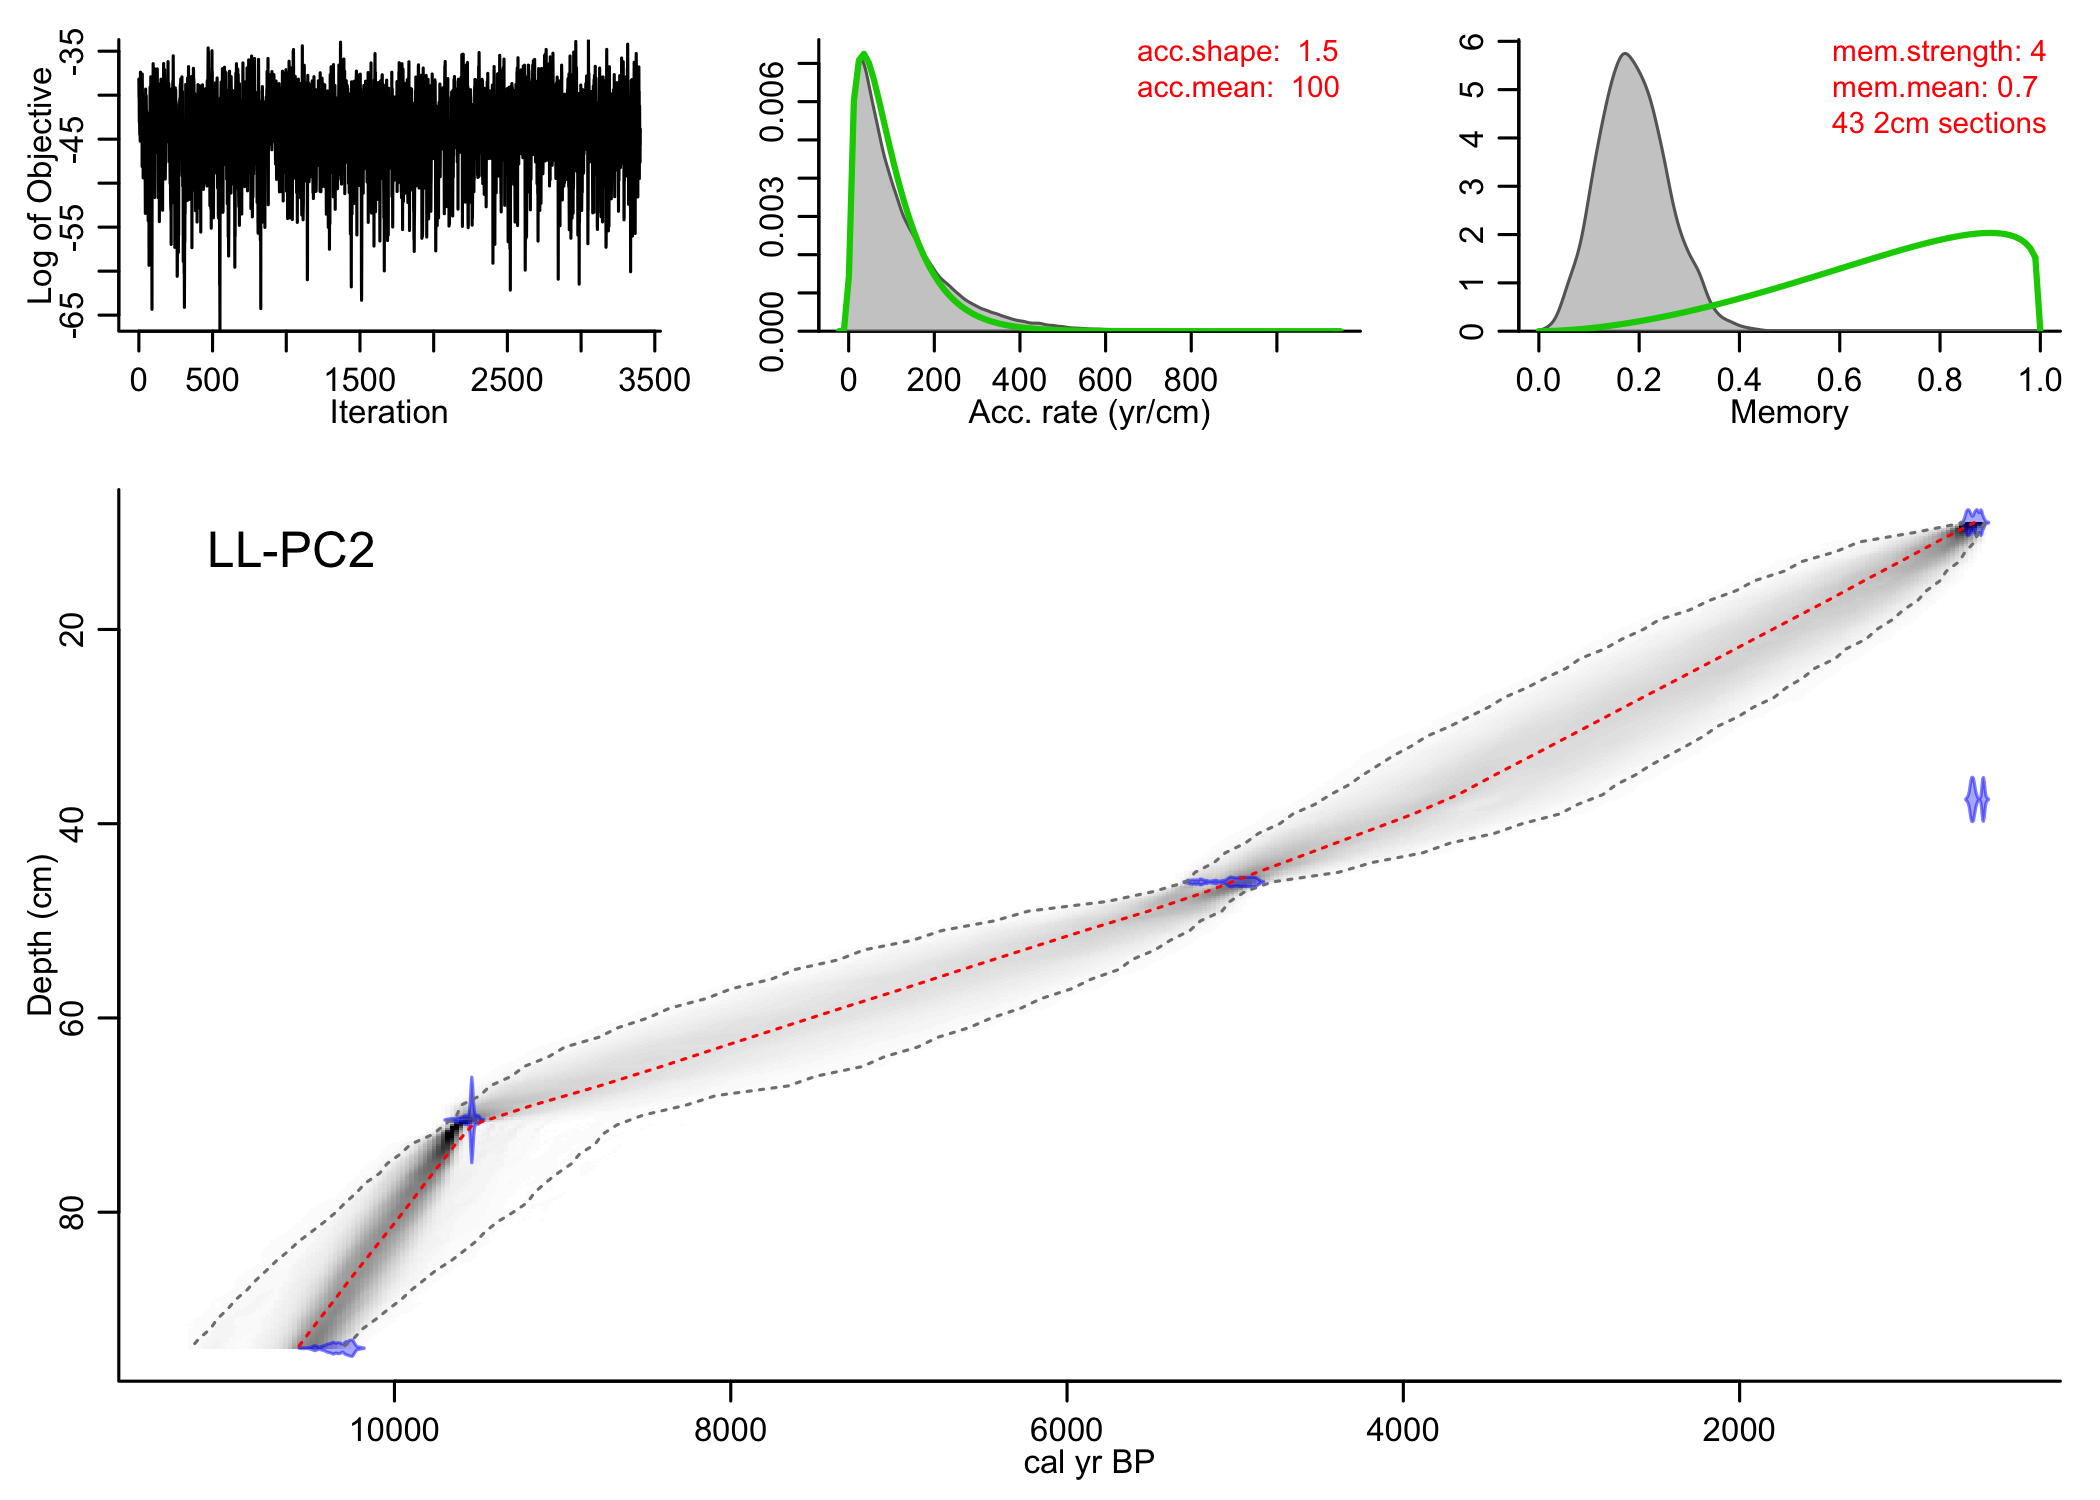 Log of Objective
-65 -55 -45 -35
0 500 1500 2500 3500
Iteration
0.000 0.003 0.006
acc.shape: 1.5
acc.mean: 100
0 200 400 600 800
Acc. rate (yr/cm)
0 1 2 3 4 5 6
mem.strength: 4
mem.mean: 0.7
43 2cm sections
0.0 0.2 0.4 0.6 0.8 1.0
Memory
LL-PC2
Depth (cm)
20
40
60
80
10000 8000 6000 4000 2000
cal yr BP